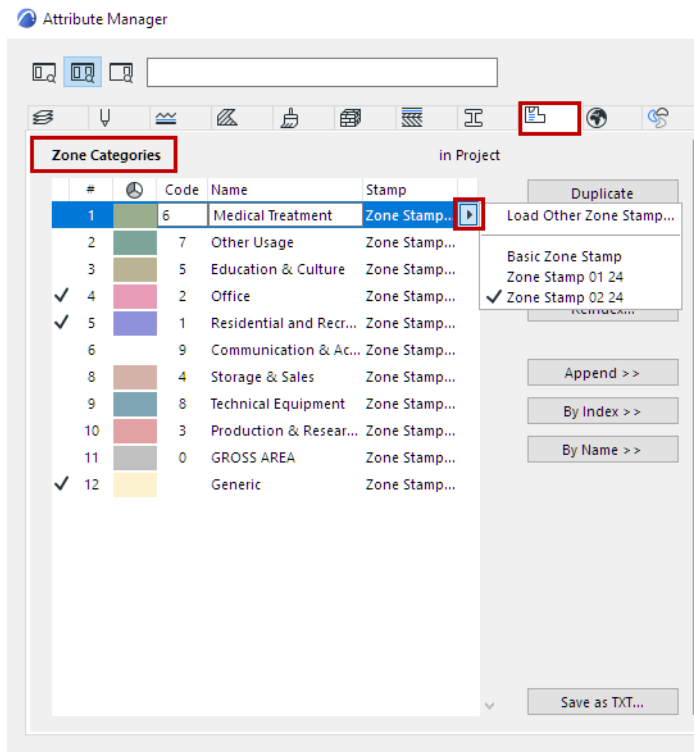 Attribute Manager
Zone Categories in Project
# Code Name Stamp
Duplicate
1 6 Medical Treatment Zone Stamp...
Load Other Zone Stamp...
2 7 Other Usage Zone Stamp...
Basic Zone Stamp
3 5 Education & Culture Zone Stamp...
Zone Stamp 01 24
4 2 Office Zone Stamp...
Zone Stamp 02 24
5 1 Residential and Recr... Zone Stamp...
Reindex...
6 9 Communication & Ac... Zone Stamp...
8 4 Storage & Sales Zone Stamp...
Append >>
9 8 Technical Equipment Zone Stamp...
By Index >>
10 3 Production & Resear... Zone Stamp...
11 0 GROSS AREA Zone Stamp...
By Name >>
12 Generic Zone Stamp...
Save as TXT...